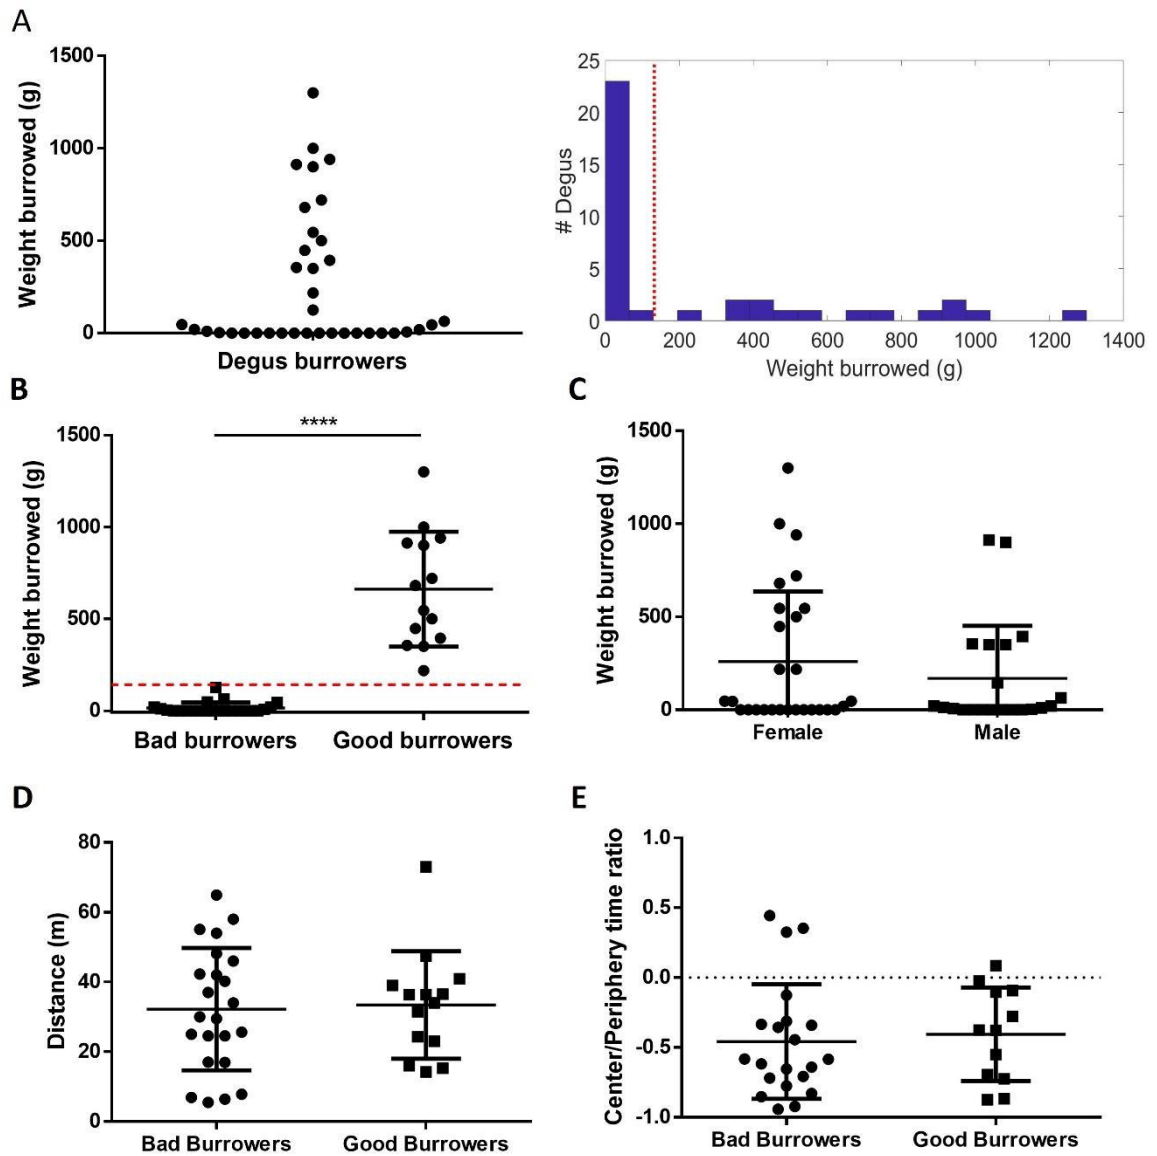 A
1500
1000
500
0
Weight burrowed (g)
Degus burrowers
25
20
15
10
5
0
# Degus
0 200 400 600 800 1000 1200 1400
Weight burrowed (g)
B
****
1500
1000
500
0
Weight burrowed (g)
Bad burrowers Good burrowers
C
1500
1000
500
0
Weight burrowed (g)
Female Male
D
80
60
40
20
0
Distance (m)
Bad Burrowers Good Burrowers
E
1.0
0.5
0.0
-0.5
-1.0
Center/Periphery time ratio
Bad Burrowers Good Burrowers